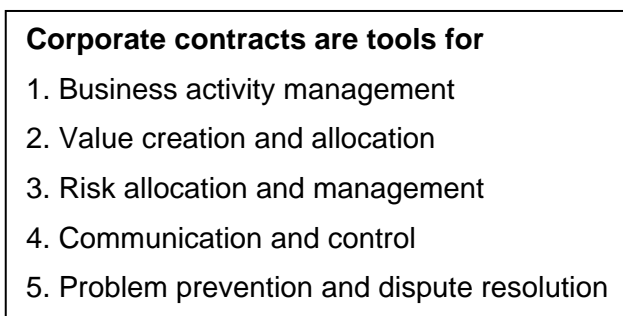 Corporate contracts are tools for
1. Business activity management
2. Value creation and allocation
3. Risk allocation and management
4. Communication and control
5. Problem prevention and dispute resolution